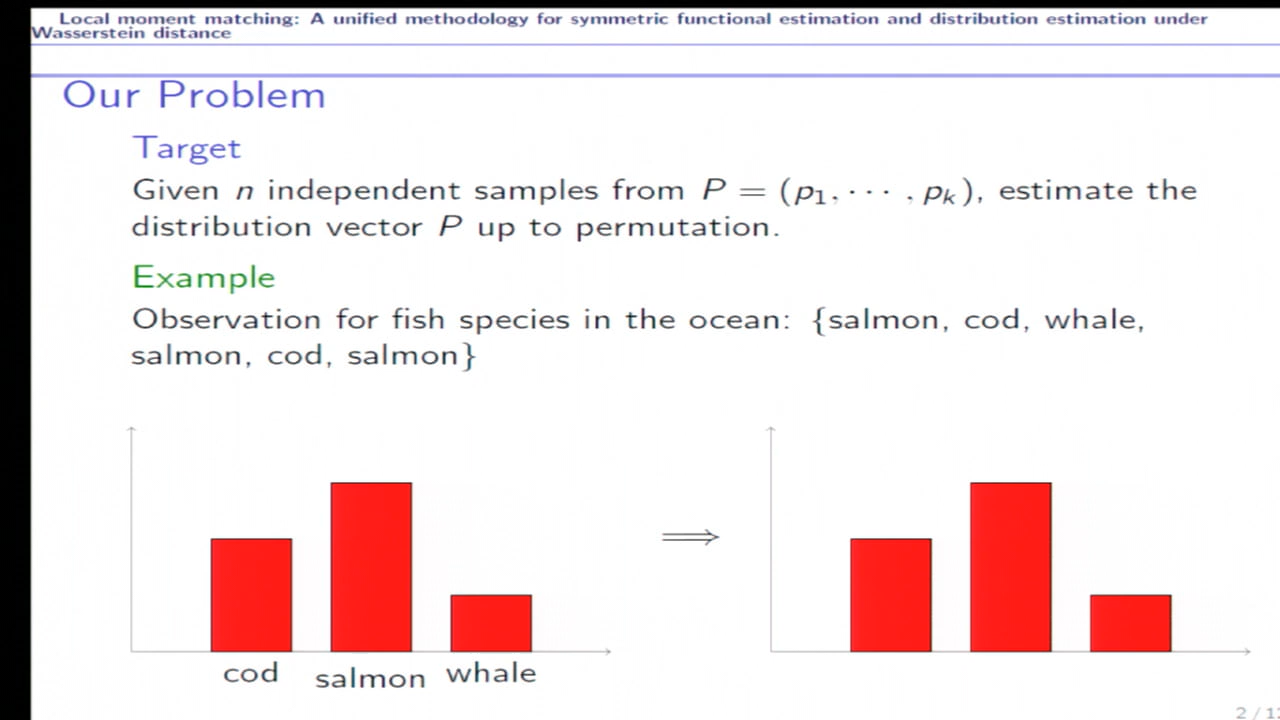 Local moment matching: A unified methodology for symmetric functional estimation and distribution estimation under
Wasserstein distance
Our Problem
Target
Given n independent samples from P = (p₁, ⋯ , pₖ), estimate the
distribution vector P up to permutation.
Example
Observation for fish species in the ocean: {salmon, cod, whale,
salmon, cod, salmon}
⟹
cod salmon whale
2 /